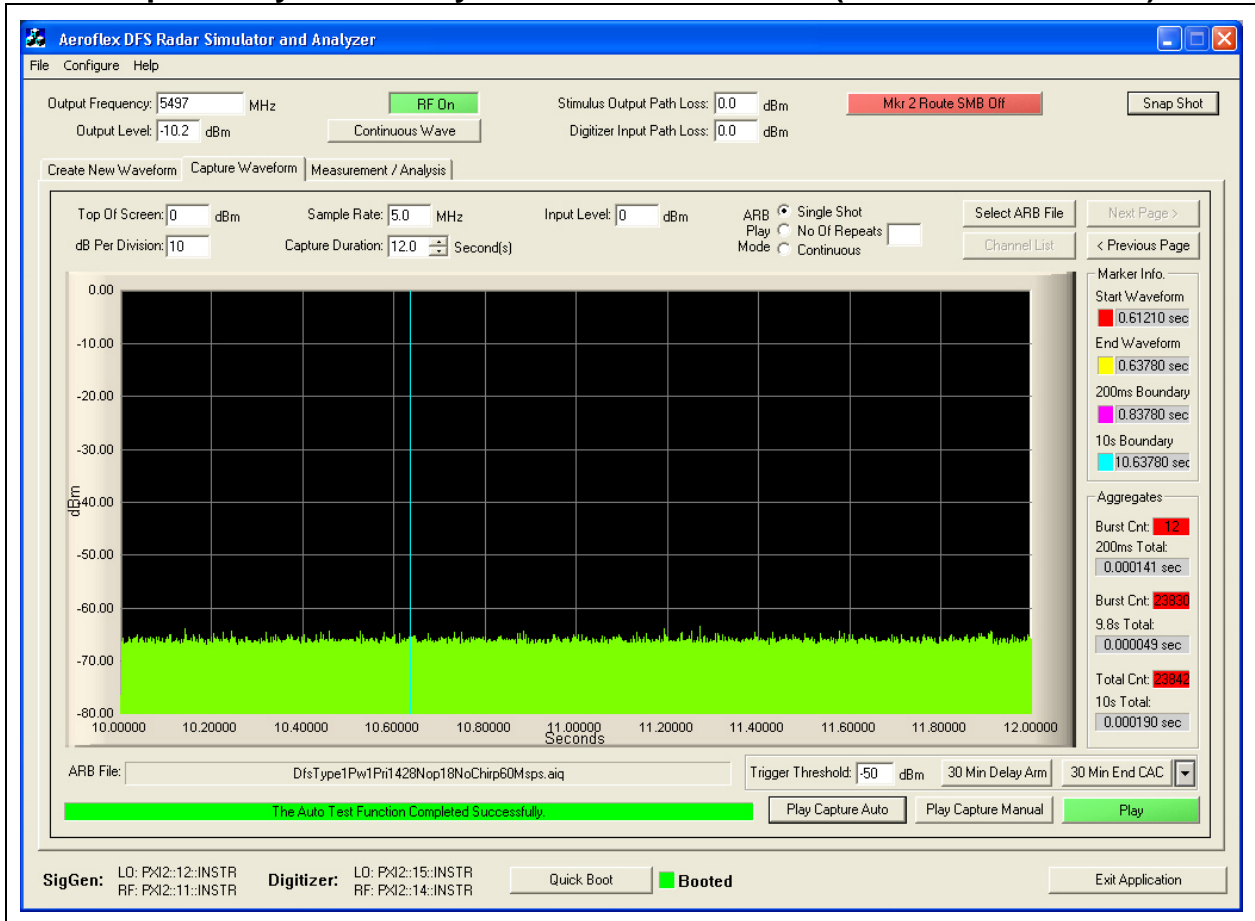 Aeroflex DFS Radar Simulator and Analyzer
File Configure Help
Output Frequency: 5497 MHz
RF On
Stimulus Output Path Loss: 0.0 dBm
Mkr 2 Route SMB Off
Snap Shot
Output Level: -10.2 dBm
Continuous Wave
Digitizer Input Path Loss: 0.0 dBm
Create New Waveform
Capture Waveform
Measurement / Analysis
Top Of Screen: 0 dBm
Sample Rate: 5.0 MHz
Input Level: 0 dBm
ARB Play Mode
Single Shot
No Of Repeats
Continuous
Select ARB File
Next Page >
dB Per Division: 10
Capture Duration: 12.0 Second(s)
Channel List
< Previous Page
0.00
-10.00
-20.00
-30.00
-40.00
-50.00
-60.00
-70.00
-80.00
dBm
10.00000 10.20000 10.40000 10.60000 10.80000 11.00000 11.20000 11.40000 11.60000 11.80000 12.00000
Seconds
Marker Info.
Start Waveform
0.61210 sec
End Waveform
0.63780 sec
200ms Boundary
0.83780 sec
10s Boundary
10.63780 sec
Aggregates
Burst Cnt: 12
200ms Total:
0.000141 sec
Burst Cnt: 23830
9.8s Total:
0.000049 sec
Total Cnt: 23842
10s Total:
0.000190 sec
ARB File: DfsType1Pw1Pri1428Nop18NoChirp60Msps.aiq
Trigger Threshold: -50 dBm
30 Min Delay Arm
30 Min End CAC
The Auto Test Function Completed Successfully.
Play Capture Auto
Play Capture Manual
Play
SigGen: LO: PXI2::12::INSTR
RF: PXI2::11::INSTR
Digitizer: LO: PXI2::15::INSTR
RF: PXI2::14::INSTR
Quick Boot
Booted
Exit Application